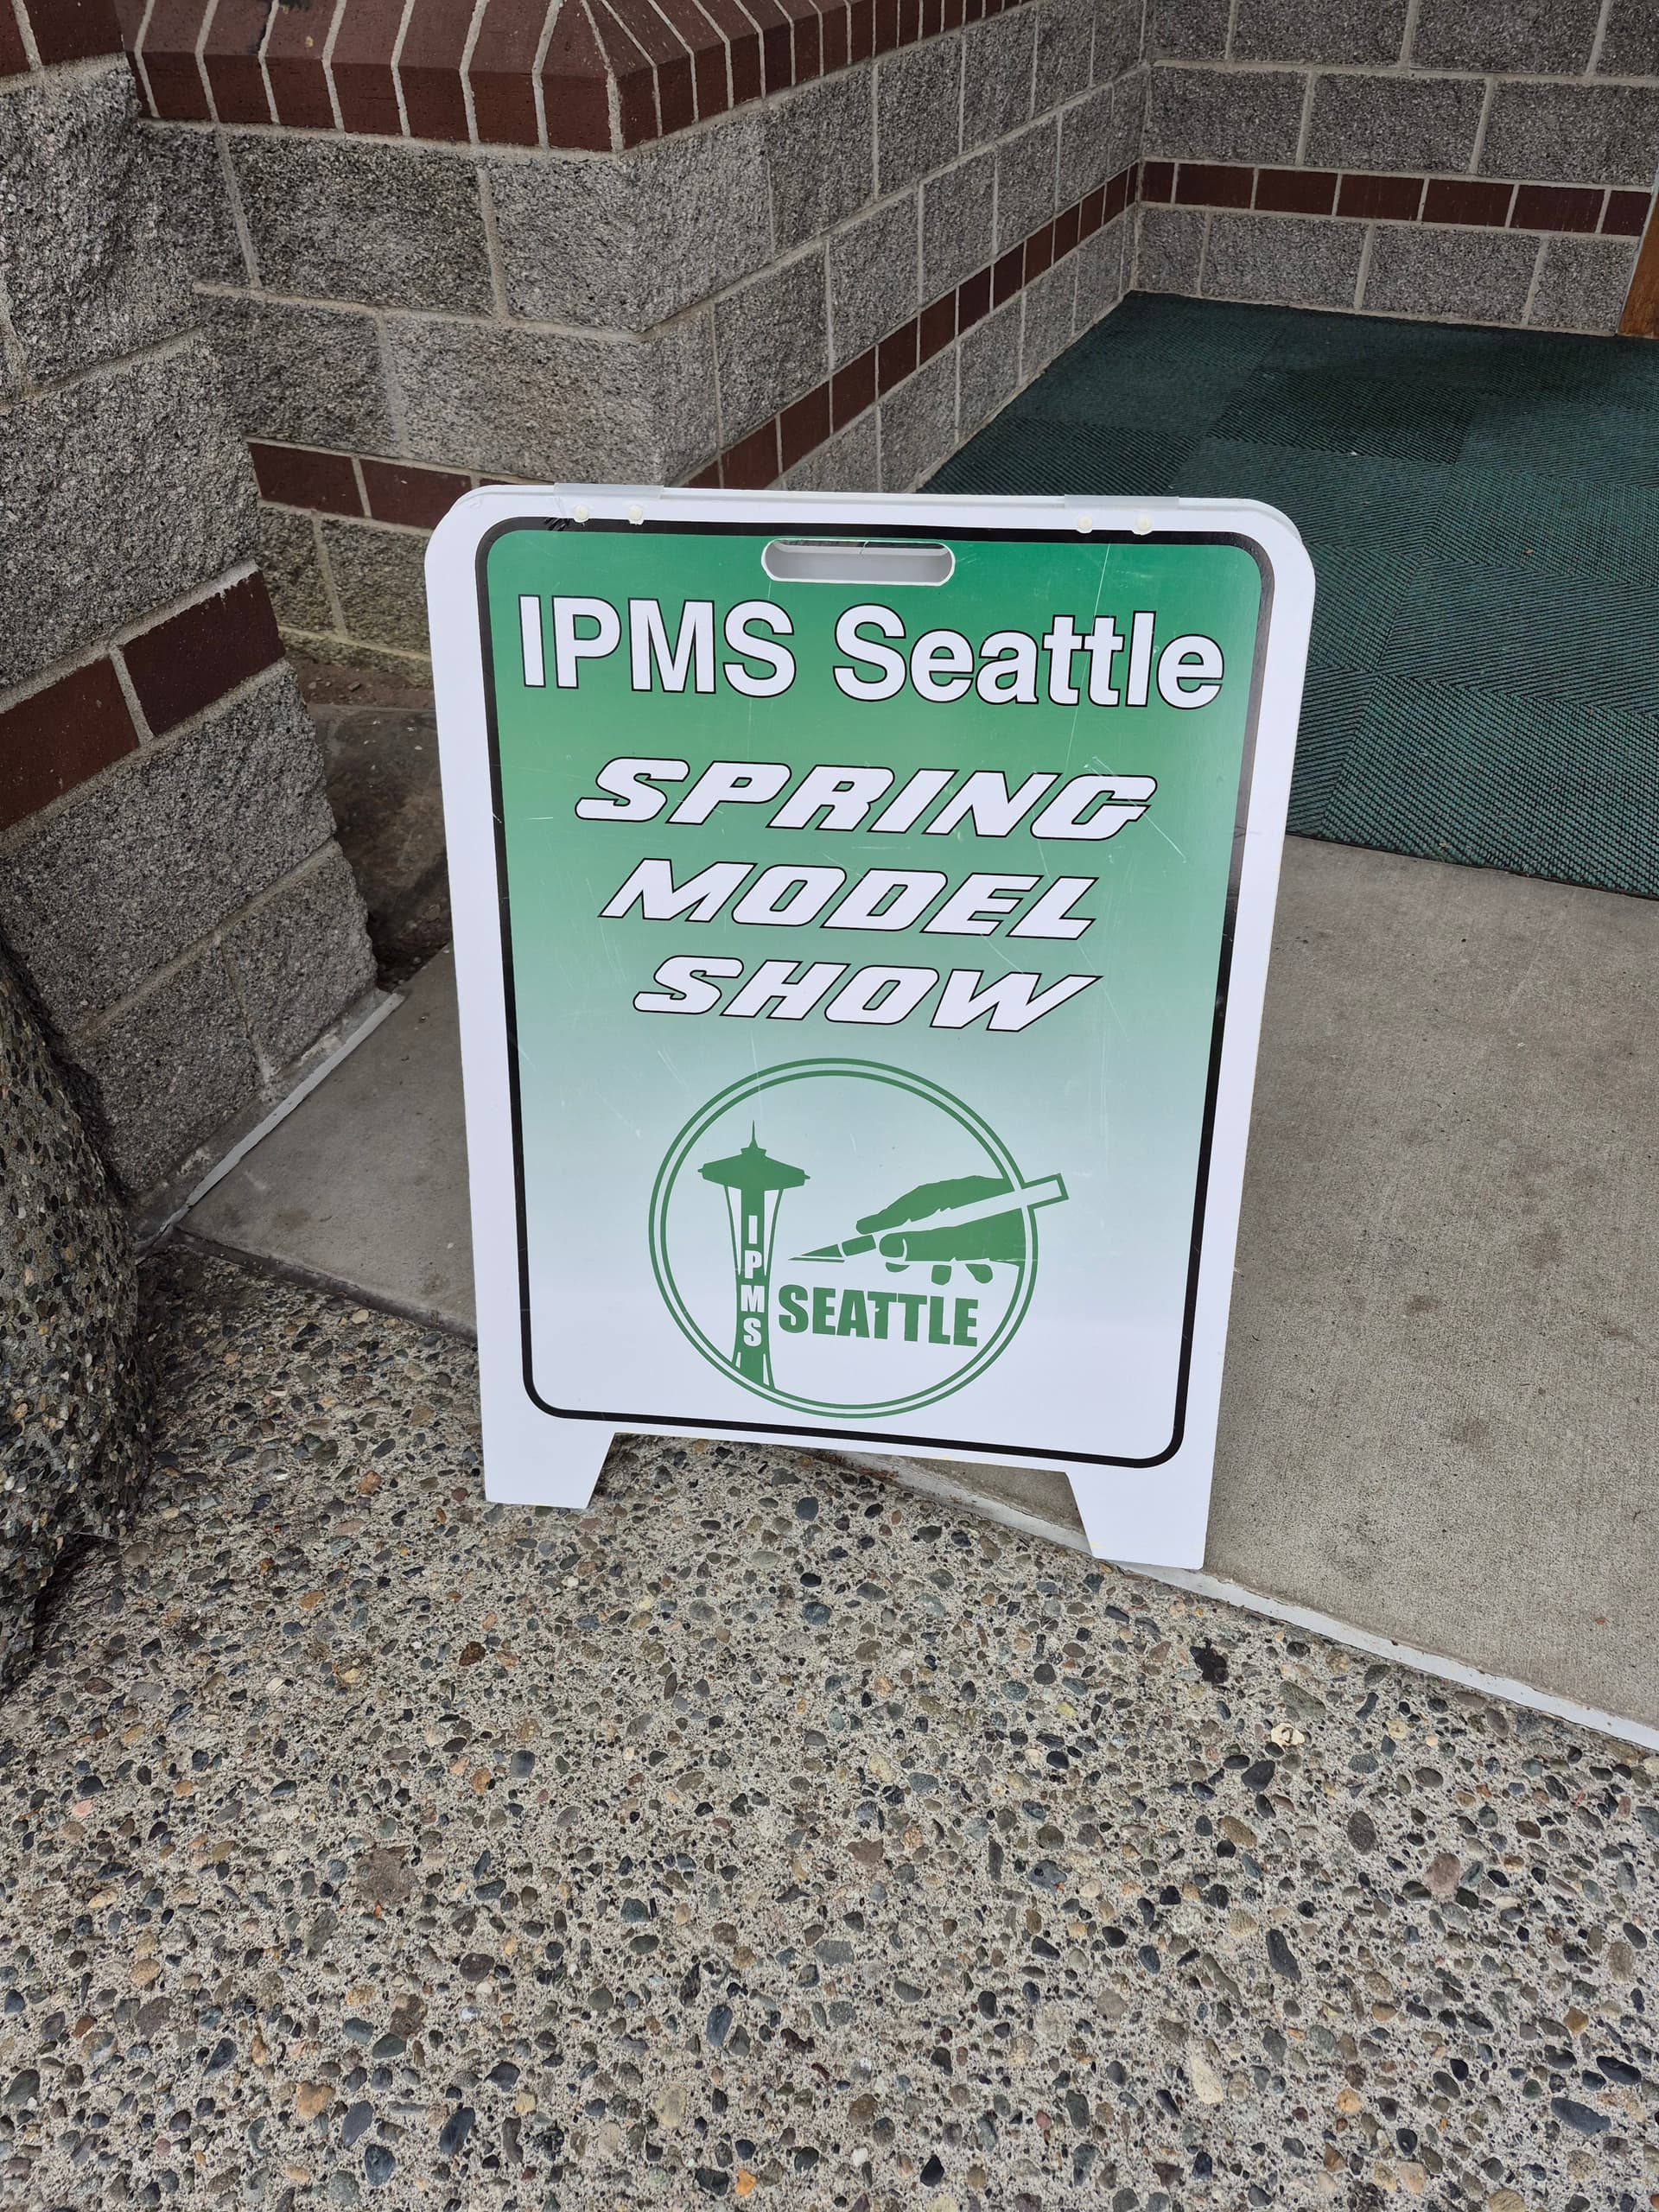 IPMS Seattle
SPRING
MODEL
SHOW
IPMS
SEATTLE